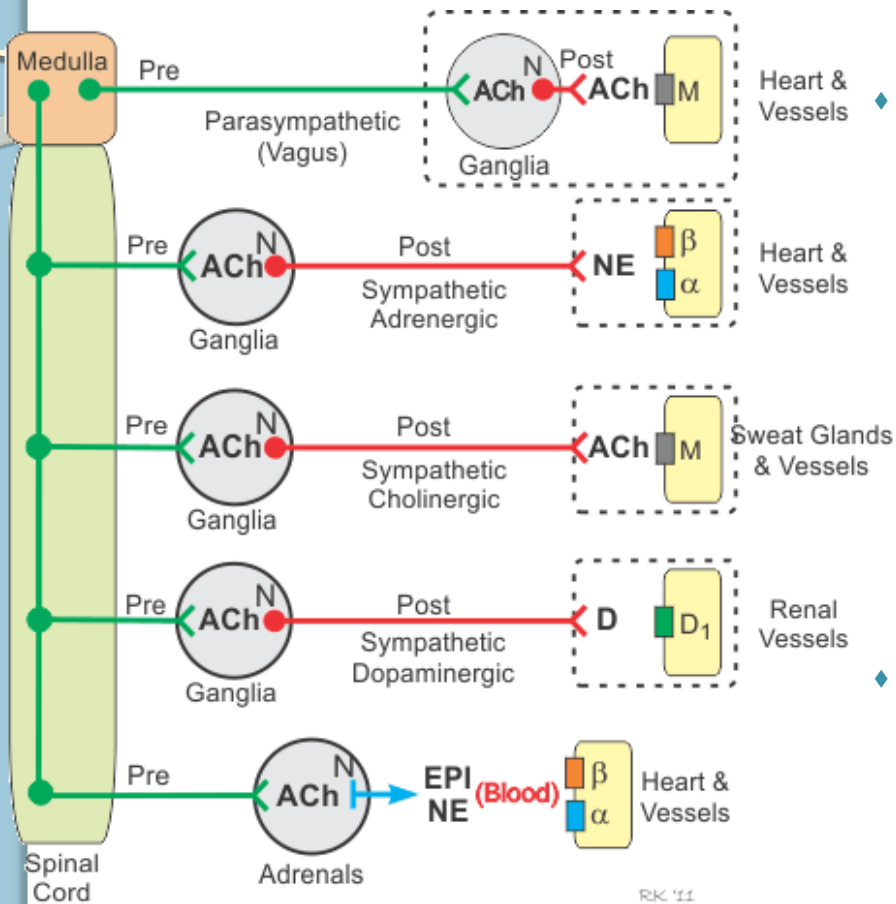 Medulla
Pre
Parasympathetic
(Vagus)
ACh
N
Ganglia
Post
ACh
M
Heart &
Vessels
Pre
ACh
N
Ganglia
Post
Sympathetic
Adrenergic
NE
β
α
Heart &
Vessels
Pre
ACh
N
Ganglia
Post
Sympathetic
Cholinergic
ACh
M
Sweat Glands
& Vessels
Pre
ACh
N
Ganglia
Post
Sympathetic
Dopaminergic
D
D₁
Renal
Vessels
Pre
ACh
N
Adrenals
EPI
NE
(Blood)
β
α
Heart &
Vessels
Spinal
Cord
RK '11